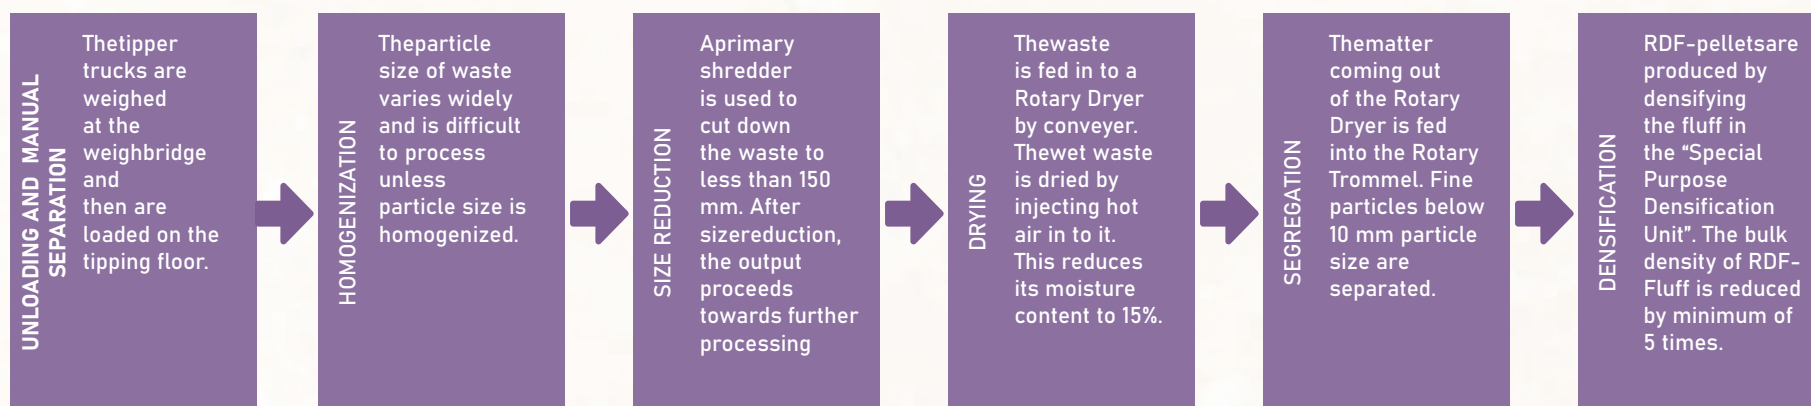 UNLOADING AND MANUAL
SEPARATION
Thetipper
trucks are
weighed
at the
weighbridge
and
then are
loaded on the
tipping floor.
HOMOGENIZATION
Theparticle
size of waste
varies widely
and is difficult
to process
unless
particle size is
homogenized.
SIZE REDUCTION
Aprimary
shredder
is used to
cut down
the waste to
less than 150
mm. After
sizereduction,
the output
proceeds
towards further
processing
DRYING
Thewaste
is fed in to a
Rotary Dryer
by conveyer.
Thewet waste
is dried by
injecting hot
air in to it.
This reduces
its moisture
content to 15%.
SEGREGATION
Thematter
coming out
of the Rotary
Dryer is fed
into the Rotary
Trommel. Fine
particles below
10 mm particle
size are
separated.
DENSIFICATION
RDF-pelletsare
produced by
densifying
the fluff in
the “Special
Purpose
Densification
Unit”. The bulk
density of RDF-
Fluff is reduced
by minimum of
5 times.